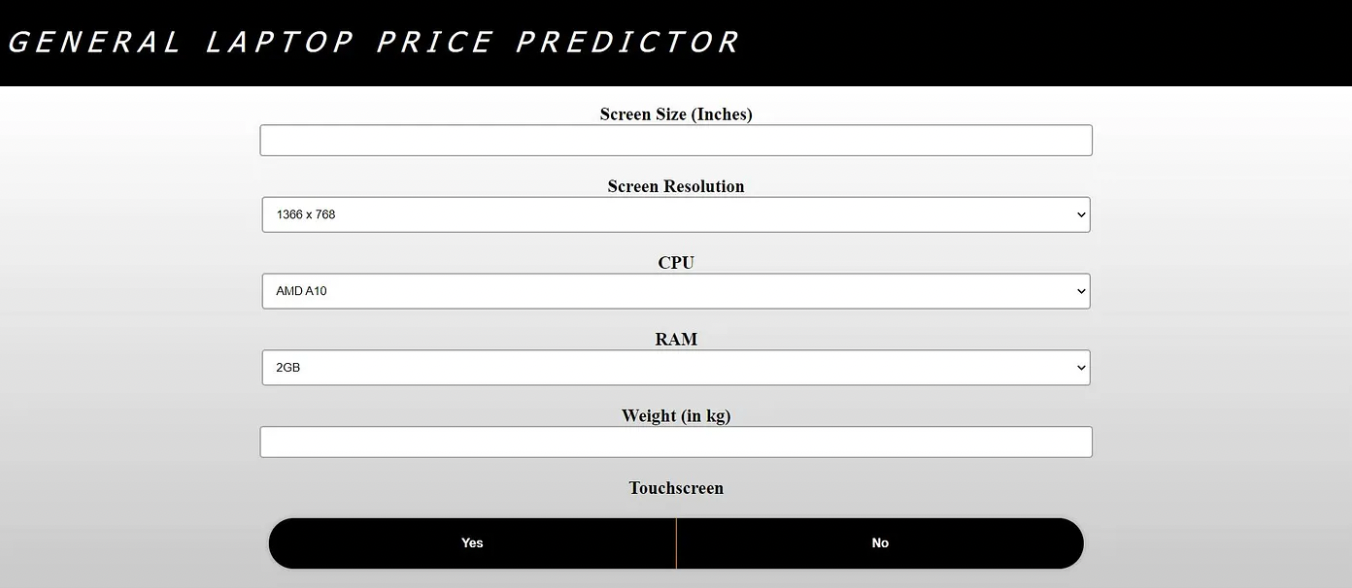 GENERAL LAPTOP PRICE PREDICTOR
Screen Size (Inches)
Screen Resolution
1366 x 768
CPU
AMD A10
RAM
2GB
Weight (in kg)
Touchscreen
Yes No